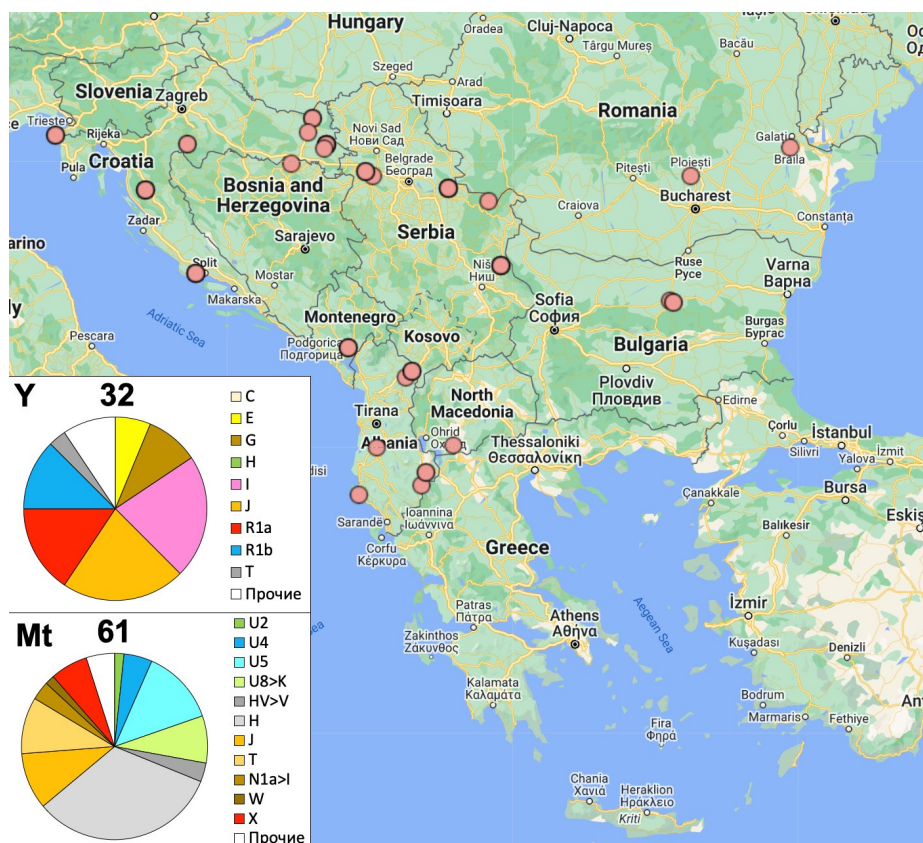 Hungary
Oradea
Cluj-Napoca
Târgu Mureș
Bacău
Slovenia
Zagreb
Szeged
Arad
Timișoara
Romania
Trieste
Rijeka
Pula
Croatia
Novi Sad
Нови Сад
Belgrade
Београд
Galați
Brăila
Ploiești
Pitești
Bucharest
Craiova
Constanța
Bosnia and
Herzegovina
Zadar
Sarajevo
Serbia
Split
Mostar
Makarska
Niš
Ниш
Ruse
Русе
Varna
Варна
Sofia
София
Burgas
Бургас
Bulgaria
Plovdiv
Пловдив
Montenegro
Podgorica
Подгорица
Kosovo
Adriatic Sea
Pescara
North
Macedonia
Tirana
Ohrid
Albania
Edirne
Çorlu
Silivri
İstanbul
İzmit
Yalova
Bursa
Thessaloniki
Θεσσαλονίκη
Çanakkale
Balıkesir
Sarandë
Ioannina
Ιωάννινα
Corfu
Κέρκυρα
Greece
Aegean Sea
Patras
Πάτρα
Athens
Αθήνα
Zakinthos
Ζάκυνθος
Kalamata
Καλαμάτα
İzmir
Kuşadası
Denizli
Bodrum
Marmaris
Fethiye
Fira
Φηρά
Chania
Χανιά
Heraklion
Ηράκλειο
Kriti
Y 32
C
E
G
H
I
J
R1a
R1b
T
Прочие
Mt 61
U2
U4
U5
U8>K
HV>V
H
J
T
N1a>I
W
X
Прочие